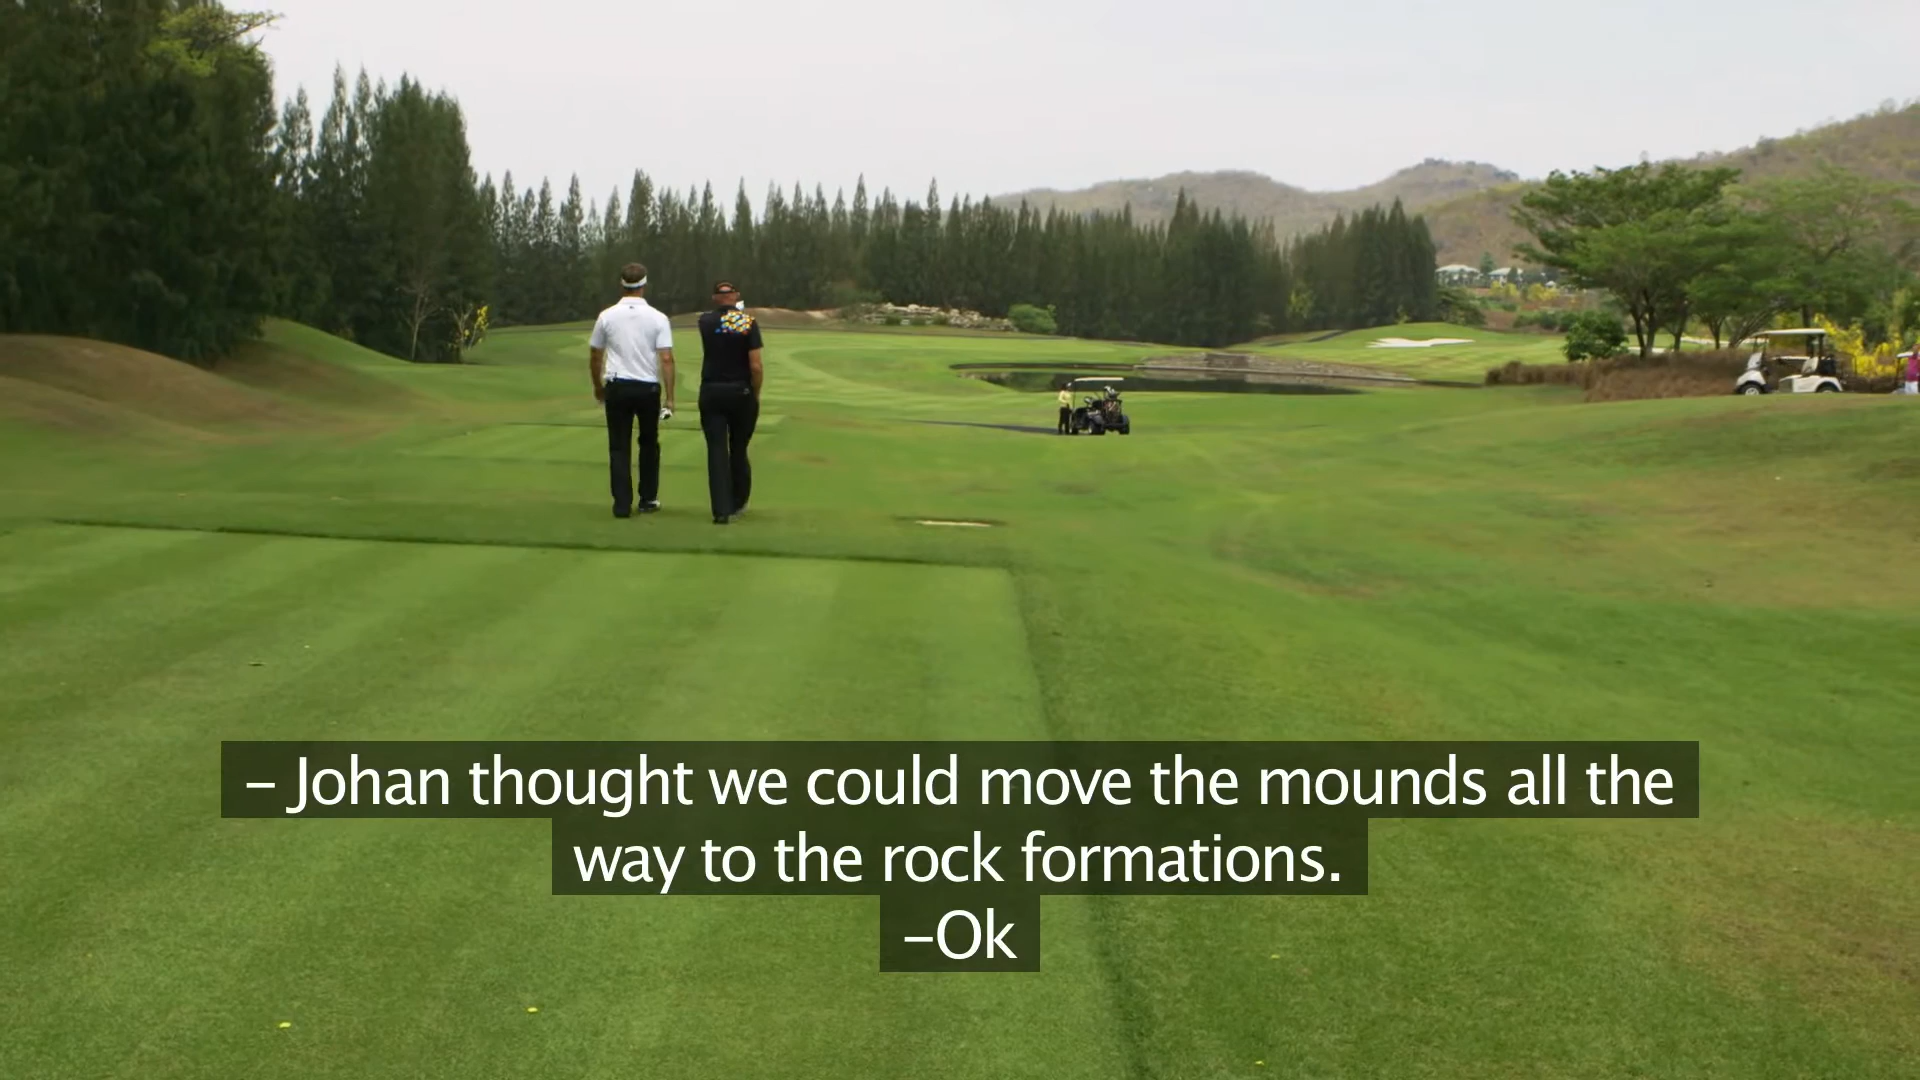 – Johan thought we could move the mounds all the
way to the rock formations.
–Ok